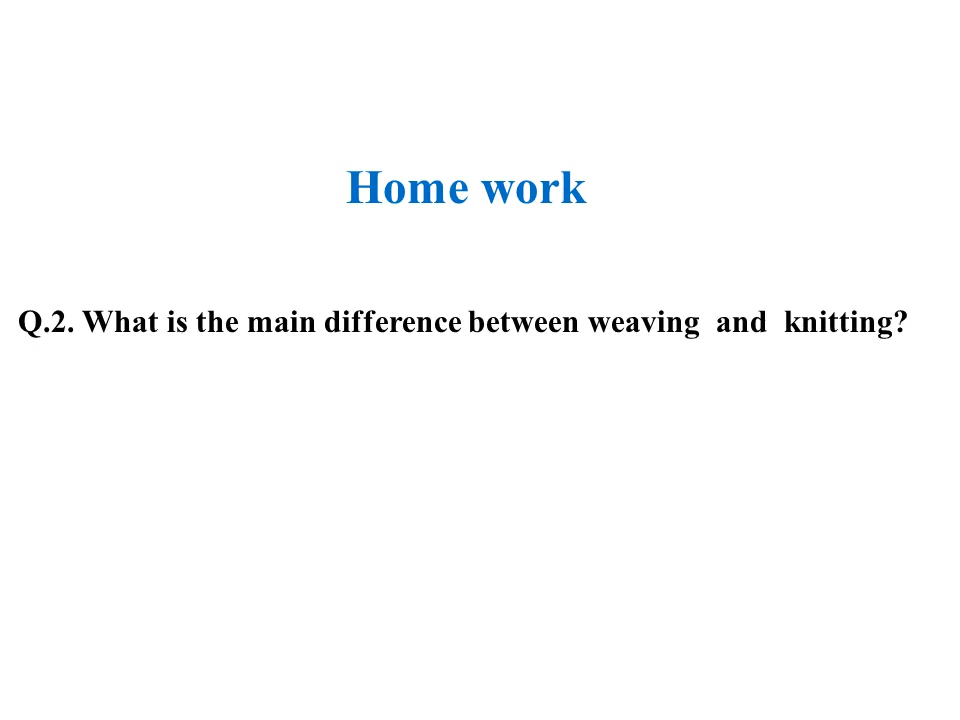 Home work
Q.2. What is the main difference between weaving and knitting?